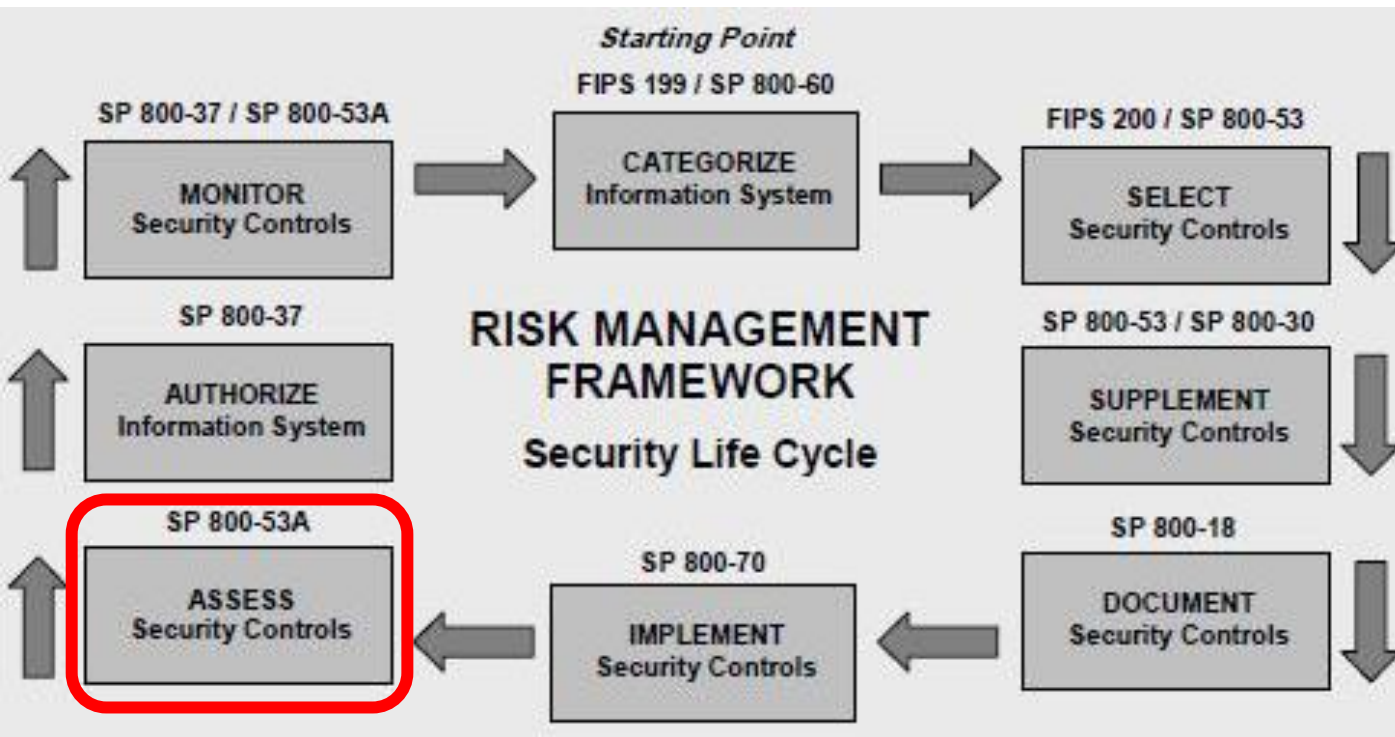 Starting Point
FIPS 199 / SP 800-60
CATEGORIZE
Information System
FIPS 200 / SP 800-53
SELECT
Security Controls
SP 800-53 / SP 800-30
SUPPLEMENT
Security Controls
SP 800-18
DOCUMENT
Security Controls
SP 800-70
IMPLEMENT
Security Controls
SP 800-53A
ASSESS
Security Controls
SP 800-37
AUTHORIZE
Information System
SP 800-37 / SP 800-53A
MONITOR
Security Controls
RISK MANAGEMENT
FRAMEWORK
Security Life Cycle